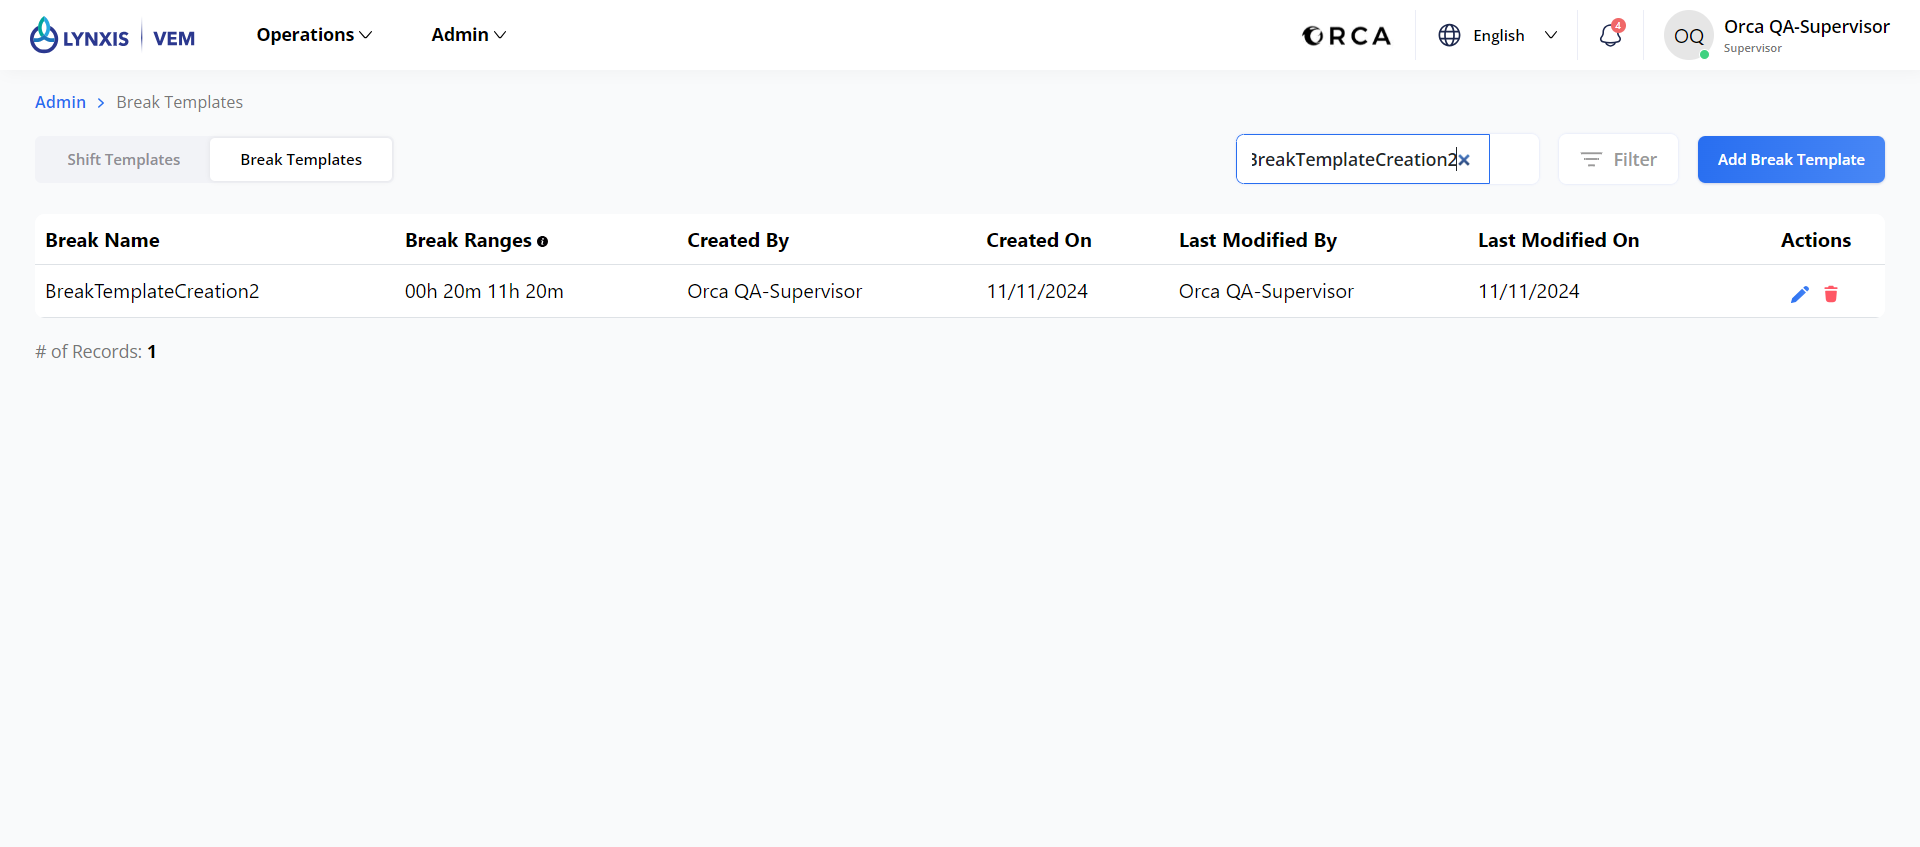 LYNXIS VEM Operations Admin ORCA English 4 OQ Orca QA-Supervisor
Supervisor
Admin > Break Templates
Shift Templates Break Templates BreakTemplateCreation2 Filter Add Break Template
Break Name Break Ranges Created By Created On Last Modified By Last Modified On Actions
BreakTemplateCreation2 00h 20m 11h 20m Orca QA-Supervisor 11/11/2024 Orca QA-Supervisor 11/11/2024
# of Records: 1